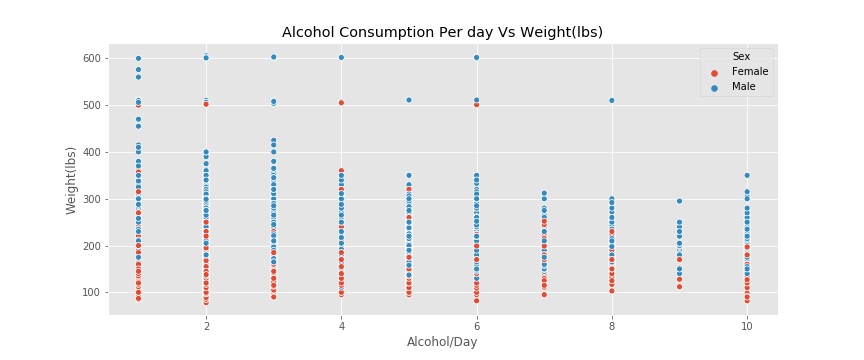 Alcohol Consumption Per day Vs Weight(lbs)
Sex
Female
Male
Weight(lbs)
600
500
400
300
200
100
2
4
6
8
10
Alcohol/Day